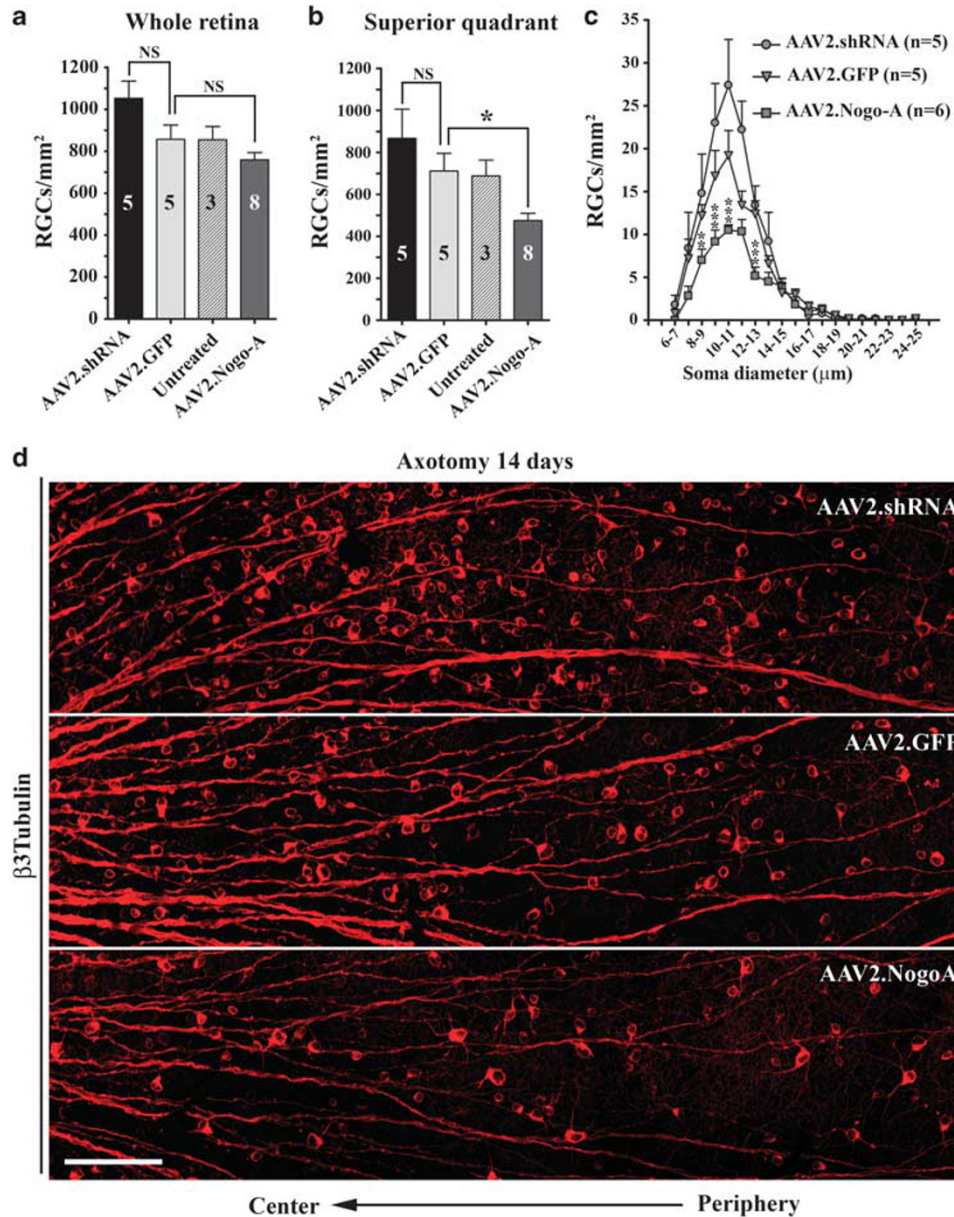 a Whole retina
RGCs/mm²
1200
1000
800
600
400
200
0
NS
NS
5
5
3
8
AAV2.shRNA
AAV2.GFP
Untreated
AAV2.Nogo-A
b Superior quadrant
RGCs/mm²
1200
1000
800
600
400
200
0
NS
*
5
5
3
8
AAV2.shRNA
AAV2.GFP
Untreated
AAV2.Nogo-A
c
RGCs/mm²
35
30
25
20
15
10
5
0
AAV2.shRNA (n=5)
AAV2.GFP (n=5)
AAV2.Nogo-A (n=6)
**
***
***
***
6-7
8-9
10-11
12-13
14-15
16-17
18-19
20-21
22-23
24-25
Soma diameter (μm)
d Axotomy 14 days
β3Tubulin
AAV2.shRNA
AAV2.GFP
AAV2.NogoA
Center Periphery